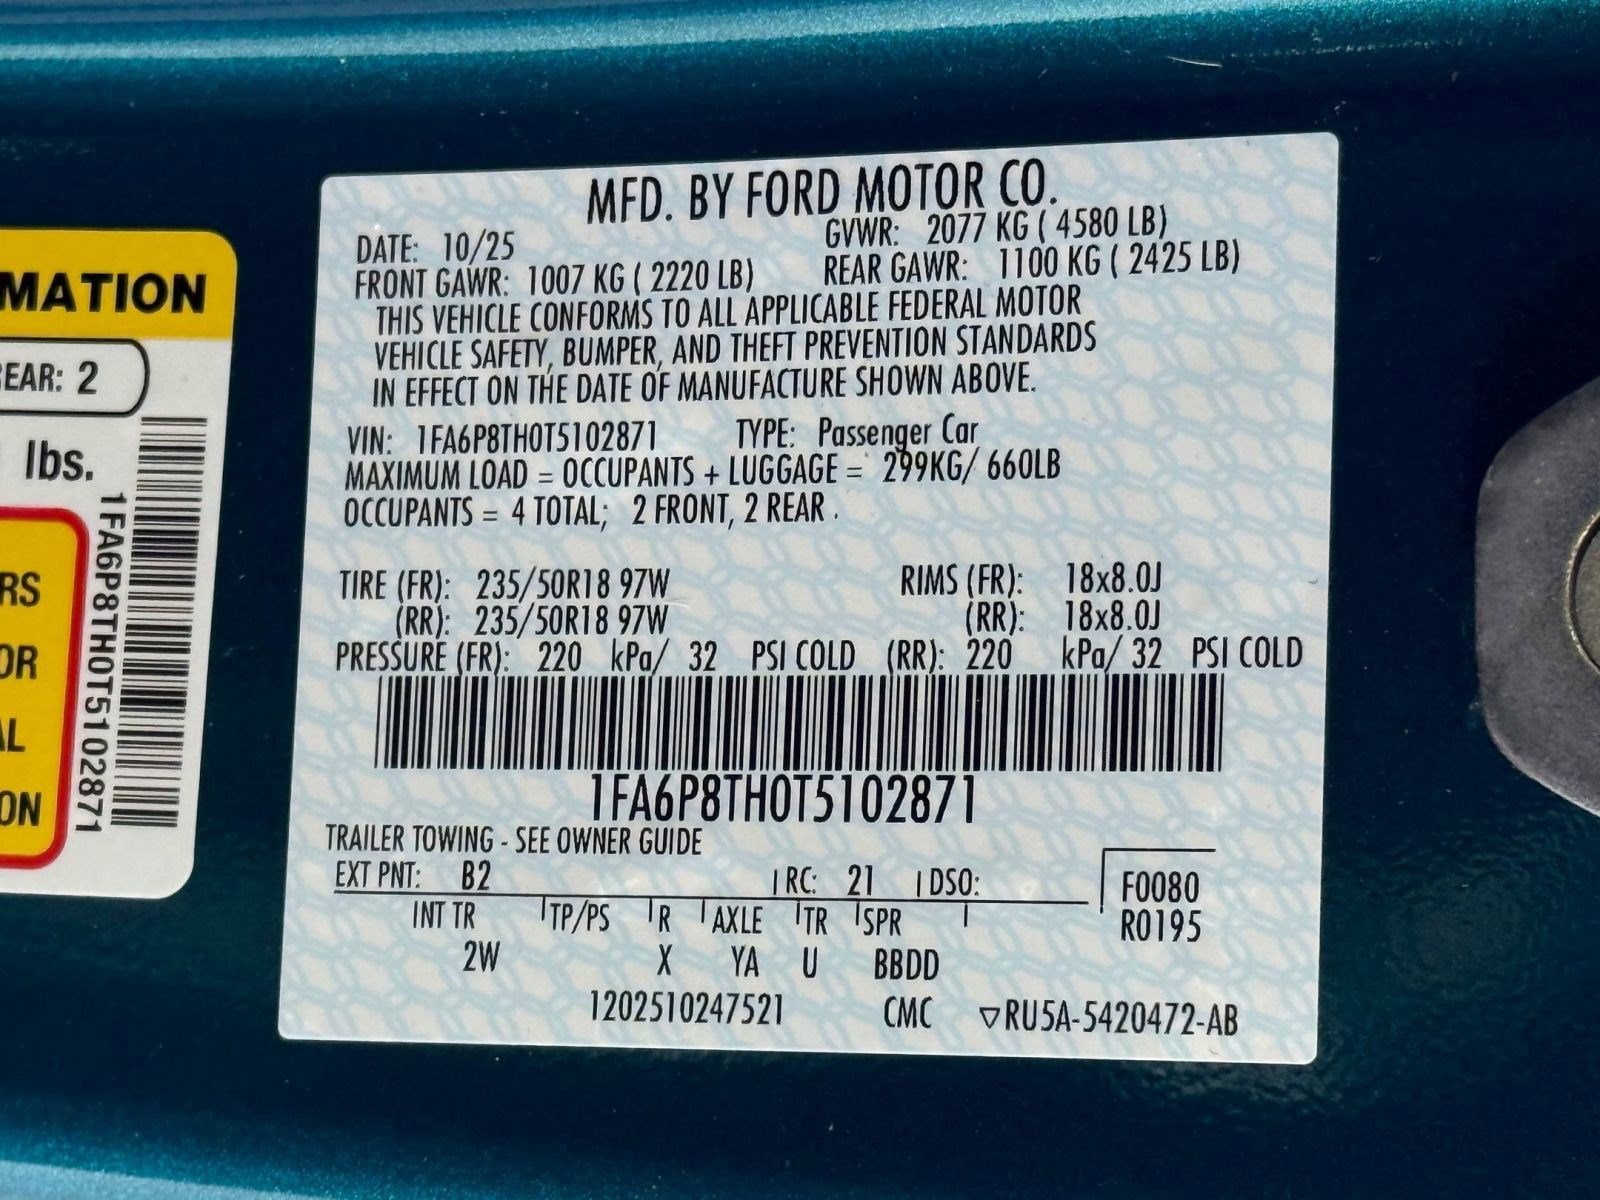 MATION
EAR: 2
lbs.
1FA6P8TH0T5102871
RS
OR
AL
ON
MFD. BY FORD MOTOR CO.
DATE: 10/25 GVWR: 2077 KG ( 4580 LB)
FRONT GAWR: 1007 KG ( 2220 LB) REAR GAWR: 1100 KG ( 2425 LB)
THIS VEHICLE CONFORMS TO ALL APPLICABLE FEDERAL MOTOR
VEHICLE SAFETY, BUMPER, AND THEFT PREVENTION STANDARDS
IN EFFECT ON THE DATE OF MANUFACTURE SHOWN ABOVE.
VIN: 1FA6P8TH0T5102871 TYPE: Passenger Car
MAXIMUM LOAD = OCCUPANTS + LUGGAGE = 299KG/ 660LB
OCCUPANTS = 4 TOTAL; 2 FRONT, 2 REAR .
TIRE (FR): 235/50R18 97W RIMS (FR): 18x8.0J
(RR): 235/50R18 97W (RR): 18x8.0J
PRESSURE (FR): 220 kPa/ 32 PSI COLD (RR): 220 kPa/ 32 PSI COLD
1FA6P8TH0T5102871
TRAILER TOWING - SEE OWNER GUIDE
EXT PNT: B2 RC: 21 DSO: F0080
INT TR TP/PS R AXLE TR SPR R0195
2W X YA U BBDD
1202510247521 CMC ▽RU5A-5420472-AB